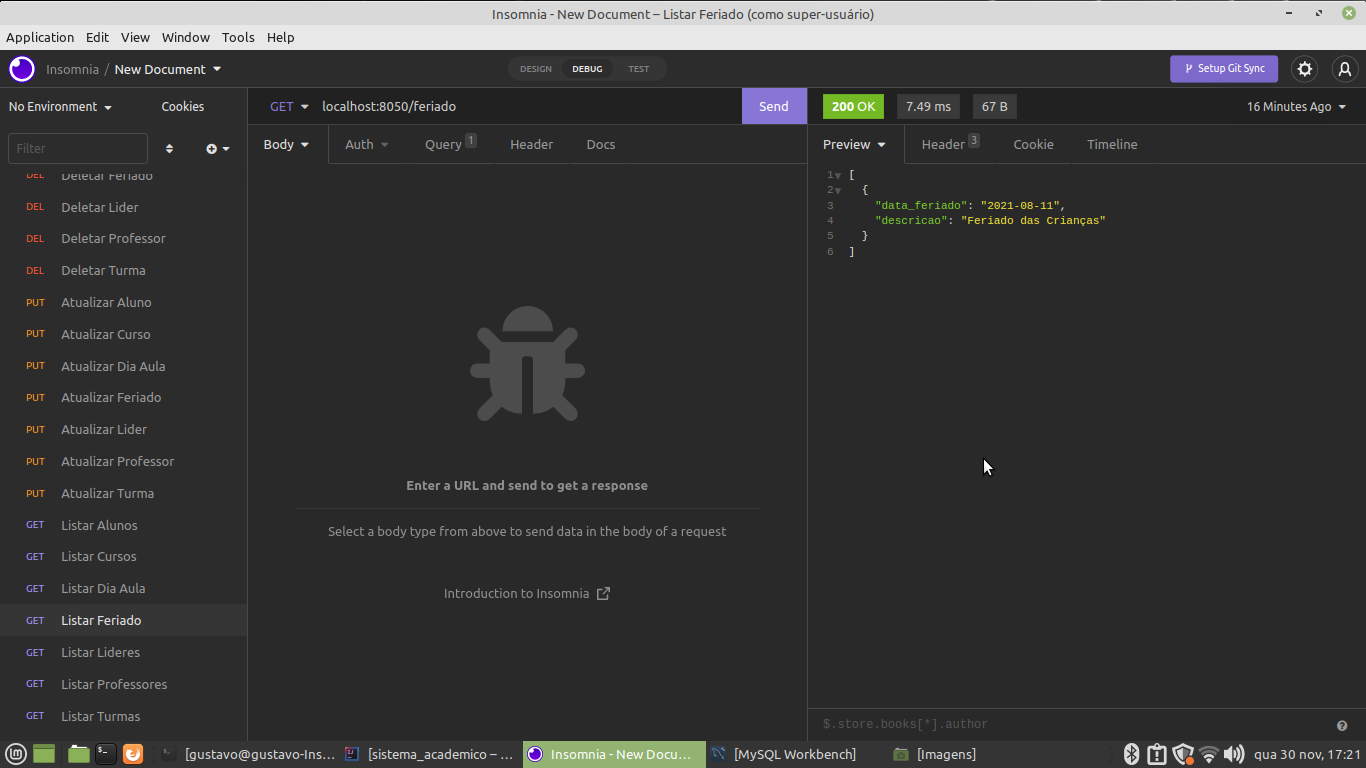 Insomnia - New Document – Listar Feriado (como super-usuário)
Application Edit View Window Tools Help
Insomnia / New Document
DESIGN DEBUG TEST
Setup Git Sync
No Environment Cookies
GET localhost:8050/feriado Send
200 OK 7.49 ms 67 B 16 Minutes Ago
Filter
Body Auth Query 1 Header Docs
Preview Header 3 Cookie Timeline
DEL Deletar Feriado
DEL Deletar Lider
DEL Deletar Professor
DEL Deletar Turma
PUT Atualizar Aluno
PUT Atualizar Curso
PUT Atualizar Dia Aula
PUT Atualizar Feriado
PUT Atualizar Lider
PUT Atualizar Professor
PUT Atualizar Turma
GET Listar Alunos
GET Listar Cursos
GET Listar Dia Aula
GET Listar Feriado
GET Listar Lideres
GET Listar Professores
GET Listar Turmas
Enter a URL and send to get a response
Select a body type from above to send data in the body of a request
Introduction to Insomnia
1 [
2 {
3 "data_feriado": "2021-08-11",
4 "descricao": "Feriado das Crianças"
5 }
6 ]
$.store.books[*].author
[gustavo@gustavo-Ins... [sistema_academico – ... Insomnia - New Docu... [MySQL Workbench] [Imagens] qua 30 nov, 17:21